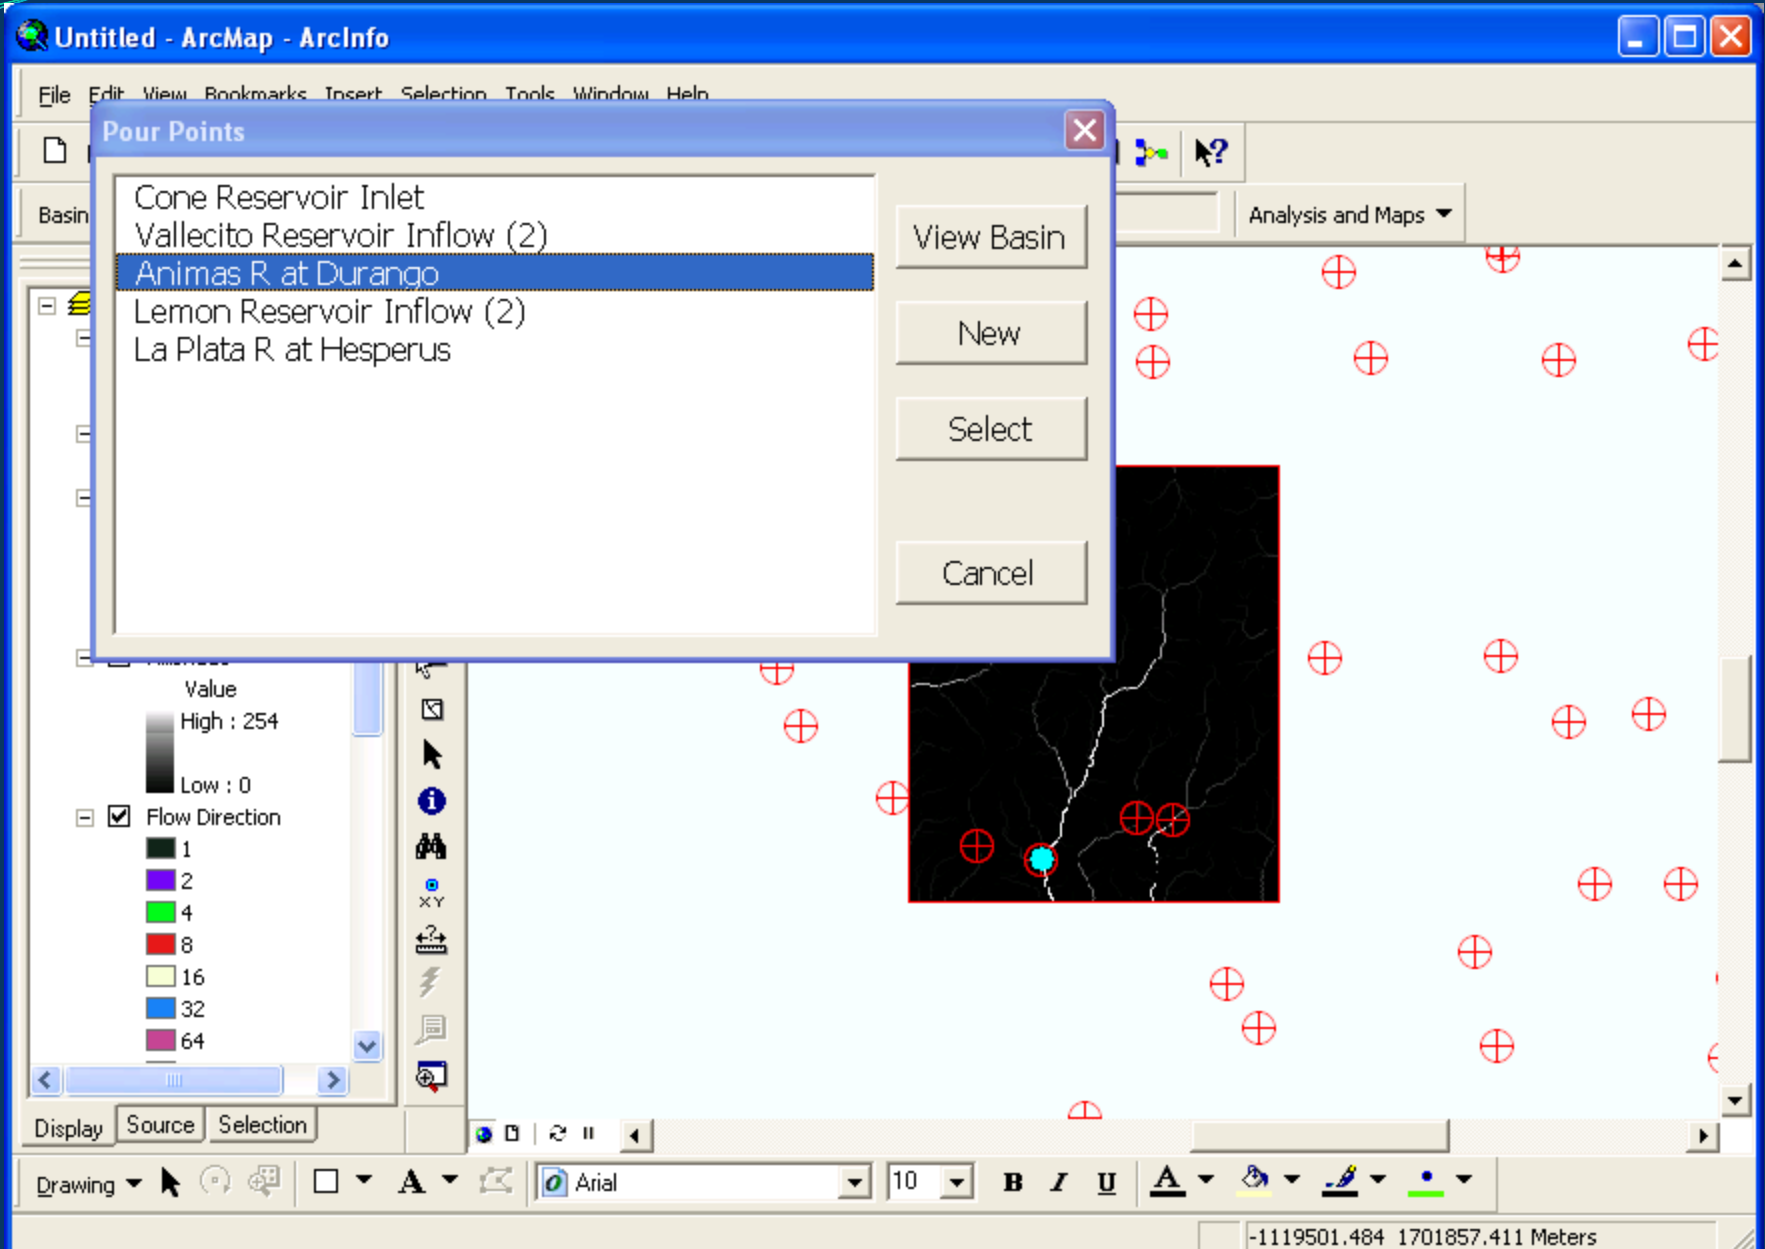 Untitled - ArcMap - ArcInfo
File Edit View Bookmarks Insert Selection Tools Window Help
Pour Points
Cone Reservoir Inlet
Vallecito Reservoir Inflow (2)
Animas R at Durango
Lemon Reservoir Inflow (2)
La Plata R at Hesperus
View Basin
New
Select
Cancel
Basin
Analysis and Maps
Value
High : 254
Low : 0
Flow Direction
1
2
4
8
16
32
64
XY
Display Source Selection
Drawing A Arial 10 B I U A
-1119501.484 1701857.411 Meters